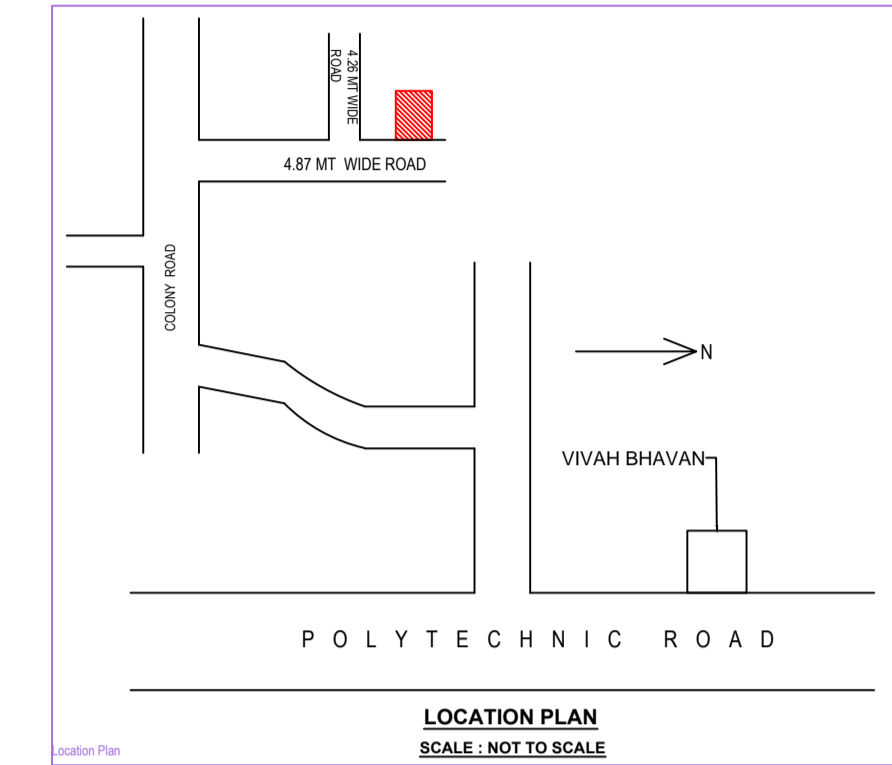 4.26 MT WIDE
ROAD
4.87 MT WIDE ROAD
COLONY ROAD
N
VIVAH BHAVAN
POLYTECHNIC ROAD
LOCATION PLAN
SCALE : NOT TO SCALE
Location Plan